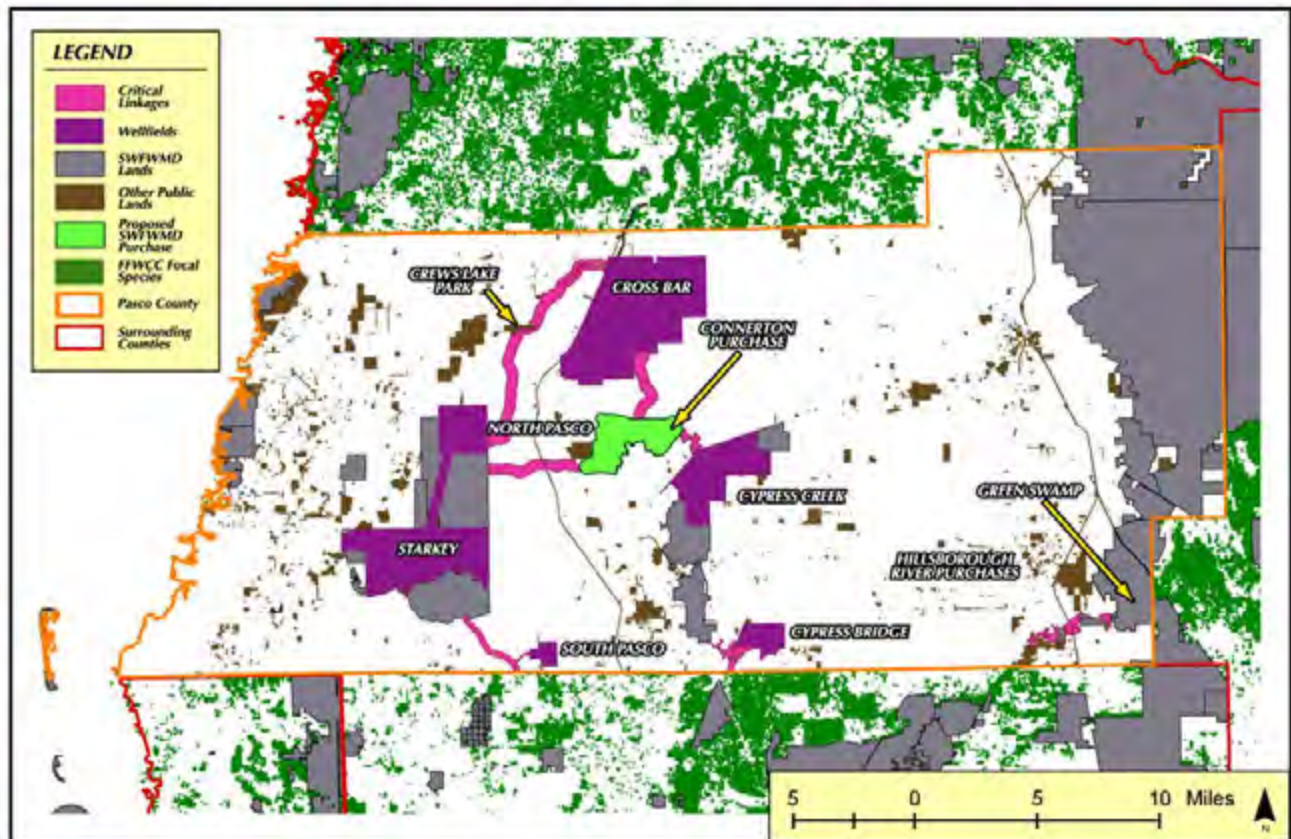 LEGEND
Critical
Linkages
Wellfields
SWFWMD
Lands
Other Public
Lands
Proposed
SWFWMD
Purchase
FFWCC Focal
Species
Pasco County
Surrounding
Counties
CREWS LAKE
PARK
CROSS BAR
CONNERTON
PURCHASE
NORTH PASCO
CYPRESS CREEK
GREEN SWAMP
STARKEY
HILLSBOROUGH
RIVER PURCHASES
SOUTH PASCO
CYPRESS BRIDGE
5 0 5 10 Miles
N